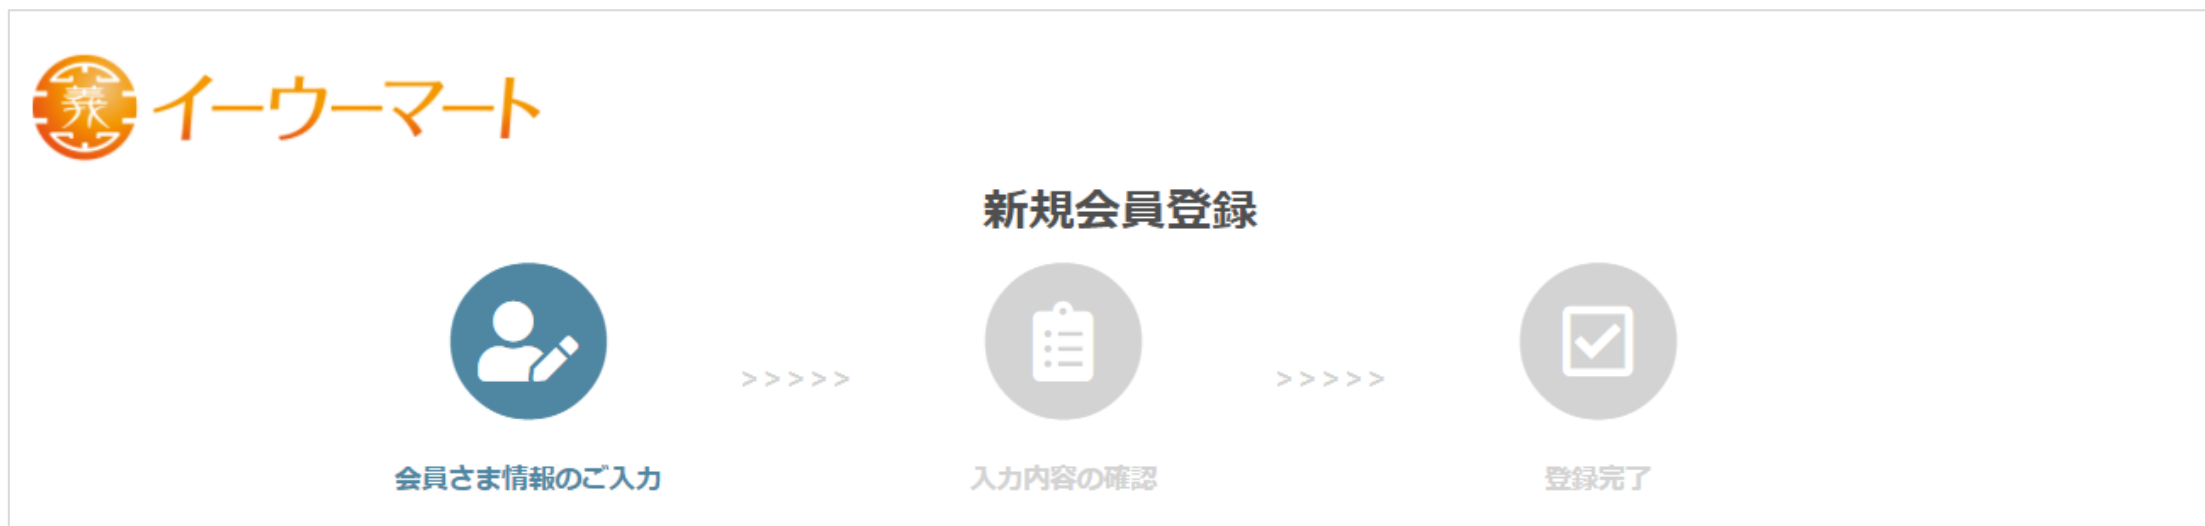 義 イーウーマート
新規会員登録
>>>>> >>>>>
会員さま情報のご入力 入力内容の確認 登録完了